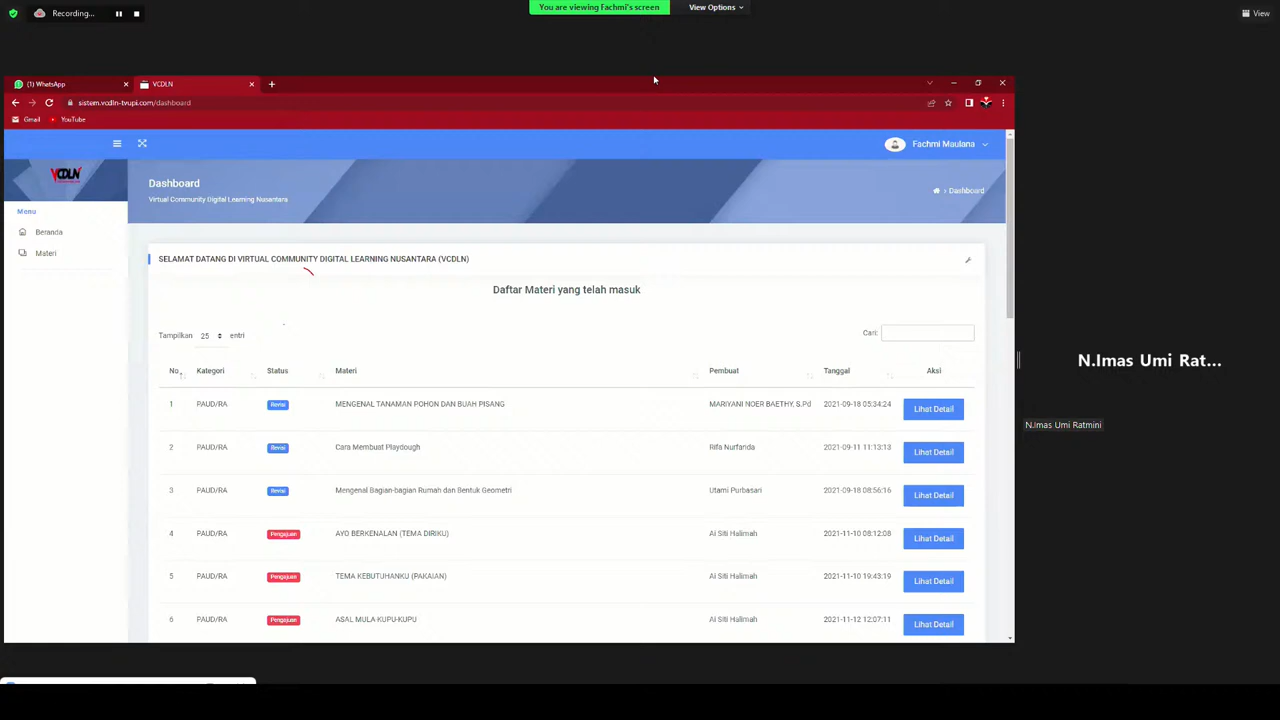 Recording...
You are viewing Fachmi's screen
View Options
View
(1) WhatsApp
VCDLN
sistem.vcdln-tvupi.com/dashboard
Gmail
YouTube
Fachmi Maulana
VCDLN
Dashboard
Virtual Community Digital Learning Nusantara
› Dashboard
Menu
Beranda
Materi
SELAMAT DATANG DI VIRTUAL COMMUNITY DIGITAL LEARNING NUSANTARA (VCDLN)
Daftar Materi yang telah masuk
Tampilkan 25 entri
Cari:
No Kategori Status Materi Pembuat Tanggal Aksi
1 PAUD/RA Revisi MENGENAL TANAMAN POHON DAN BUAH PISANG MARIYANI NOER BAETHY, S.Pd 2021-09-18 05:34:24 Lihat Detail
2 PAUD/RA Revisi Cara Membuat Playdough Rifa Nurfarida 2021-09-11 11:13:13 Lihat Detail
3 PAUD/RA Revisi Mengenal Bagian-bagian Rumah dan Bentuk Geometri Utami Purbasari 2021-09-18 08:56:16 Lihat Detail
4 PAUD/RA Pengajuan AYO BERKENALAN (TEMA DIRIKU) Ai Siti Halimah 2021-11-10 08:12:08 Lihat Detail
5 PAUD/RA Pengajuan TEMA KEBUTUHANKU (PAKAIAN) Ai Siti Halimah 2021-11-10 19:43:19 Lihat Detail
6 PAUD/RA Pengajuan ASAL MULA KUPU-KUPU Ai Siti Halimah 2021-11-12 12:07:11 Lihat Detail
N.Imas Umi Rat...
N.Imas Umi Ratmini